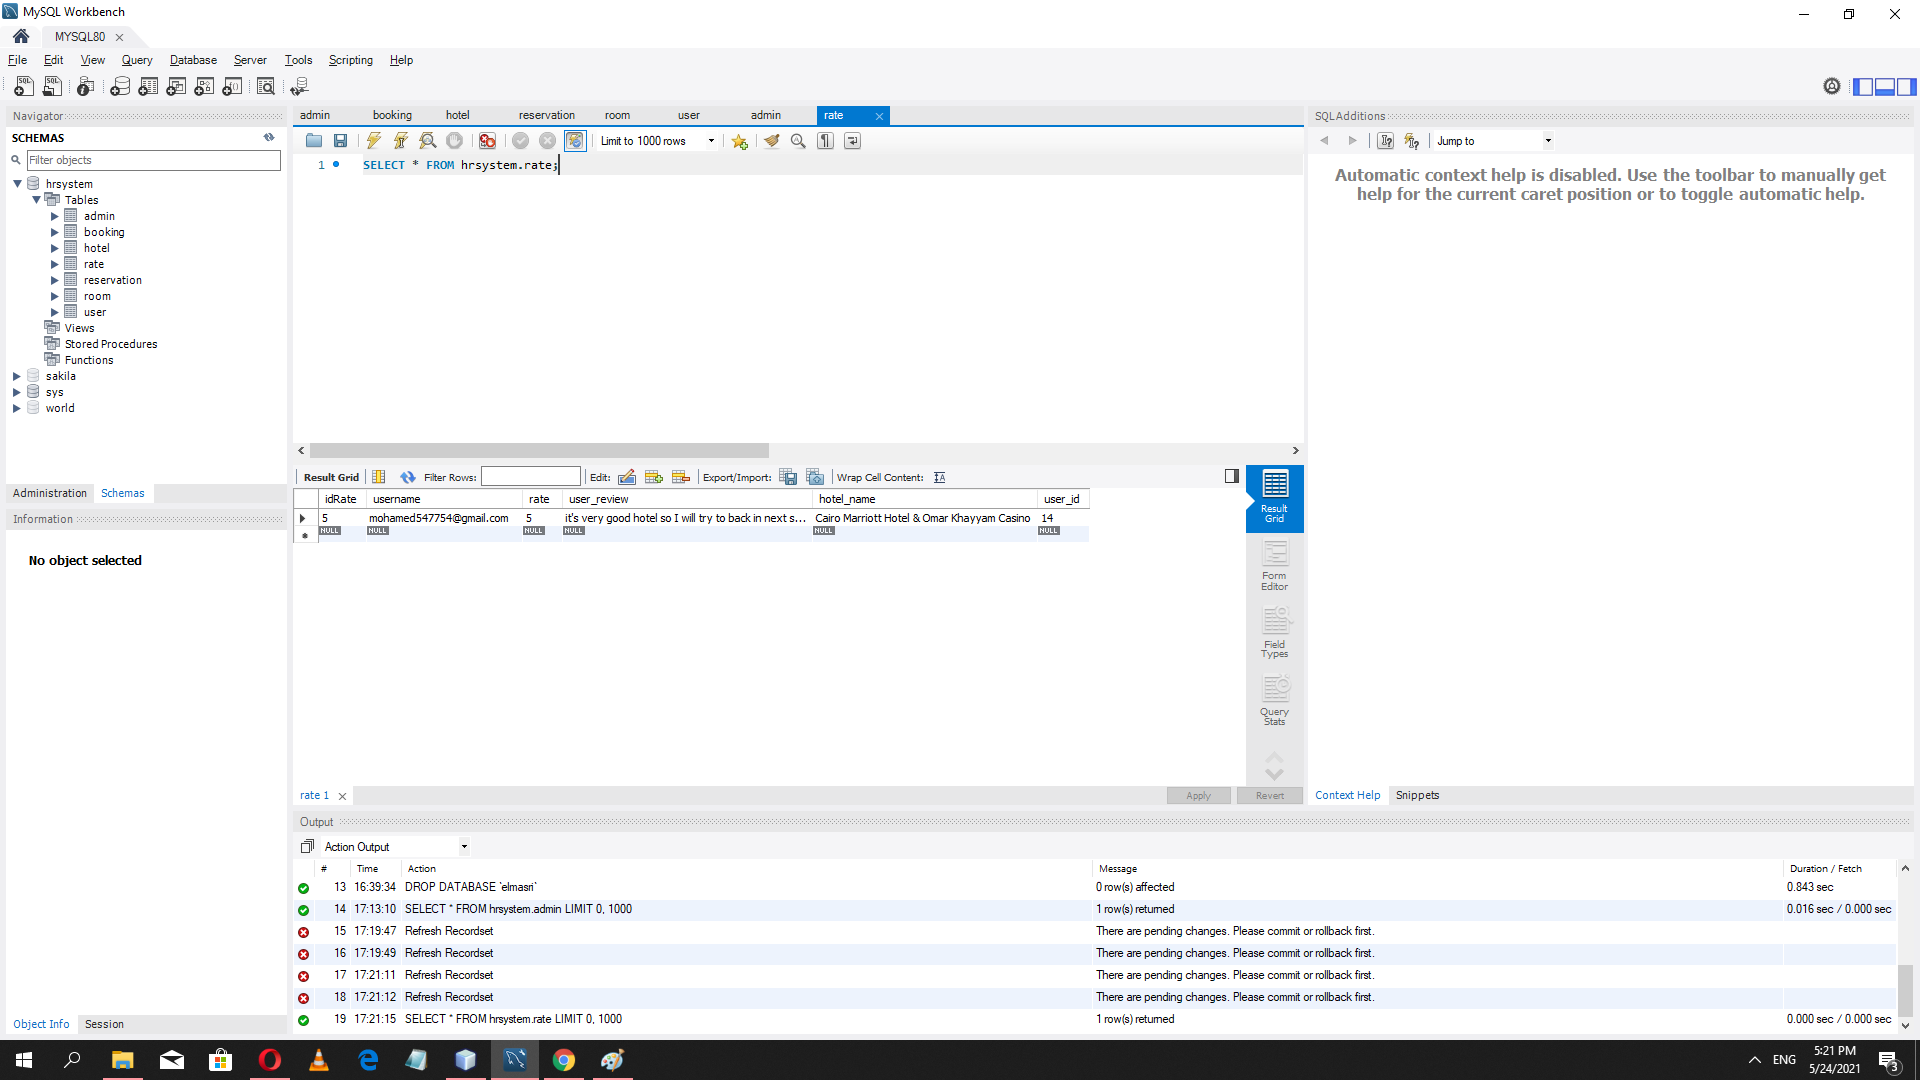 MySQL Workbench
MYSQL80
File Edit View Query Database Server Tools Scripting Help
Navigator
SCHEMAS
Filter objects
hrsystem
Tables
admin
booking
hotel
rate
reservation
room
user
Views
Stored Procedures
Functions
sakila
sys
world
Administration Schemas
Information
No object selected
Object Info Session
admin booking hotel reservation room user admin rate
Limit to 1000 rows
1 SELECT * FROM hrsystem.rate;
Result Grid Filter Rows: Edit: Export/Import: Wrap Cell Content:
idRate username rate user_review hotel_name user_id
5 mohamed547754@gmail.com 5 it's very good hotel so I will try to back in next s... Cairo Marriott Hotel & Omar Khayyam Casino 14
NULL NULL NULL NULL NULL NULL
Result Grid
Form Editor
Field Types
Query Stats
rate 1 Apply Revert
SQLAdditions
Jump to
Automatic context help is disabled. Use the toolbar to manually get
help for the current caret position or to toggle automatic help.
Context Help Snippets
Output
Action Output
# Time Action Message Duration / Fetch
13 16:39:34 DROP DATABASE `elmasri` 0 row(s) affected 0.843 sec
14 17:13:10 SELECT * FROM hrsystem.admin LIMIT 0, 1000 1 row(s) returned 0.016 sec / 0.000 sec
15 17:19:47 Refresh Recordset There are pending changes. Please commit or rollback first.
16 17:19:49 Refresh Recordset There are pending changes. Please commit or rollback first.
17 17:21:11 Refresh Recordset There are pending changes. Please commit or rollback first.
18 17:21:12 Refresh Recordset There are pending changes. Please commit or rollback first.
19 17:21:15 SELECT * FROM hrsystem.rate LIMIT 0, 1000 1 row(s) returned 0.000 sec / 0.000 sec
ENG
5:21 PM
5/24/2021
3